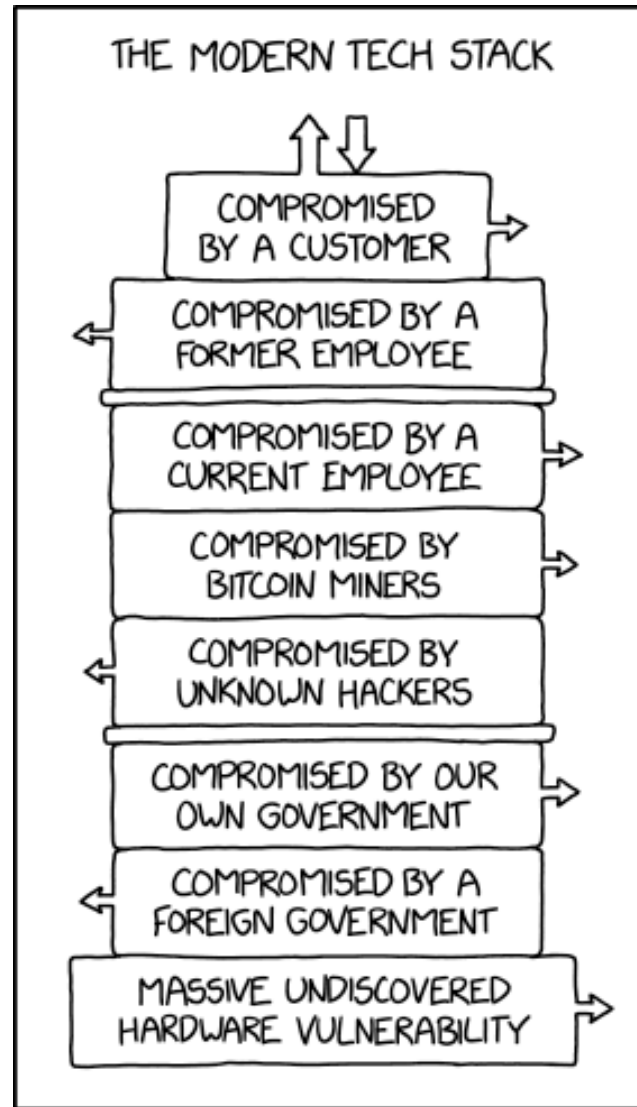 THE MODERN TECH STACK
COMPROMISED
BY A CUSTOMER
COMPROMISED BY A
FORMER EMPLOYEE
COMPROMISED BY A
CURRENT EMPLOYEE
COMPROMISED BY
BITCOIN MINERS
COMPROMISED BY
UNKNOWN HACKERS
COMPROMISED BY OUR
OWN GOVERNMENT
COMPROMISED BY A
FOREIGN GOVERNMENT
MASSIVE UNDISCOVERED
HARDWARE VULNERABILITY